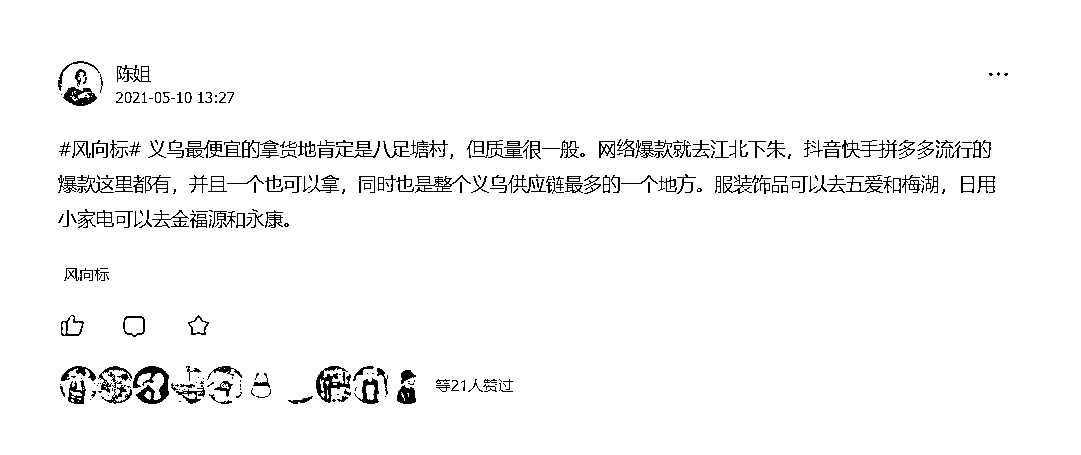 陈姐
2021-05-10 13:27
#风向标# 义乌最便宜的拿货地肯定是八足塘村，但质量很一般。网络爆款就去江北下朱，抖音快手拼多多流行的
爆款这里都有，并且一个也可以拿，同时也是整个义乌供应链最多的一个地方。服装饰品可以去五爱和梅湖，日用
小家电可以去金福源和永康。
风向标
等21人赞过